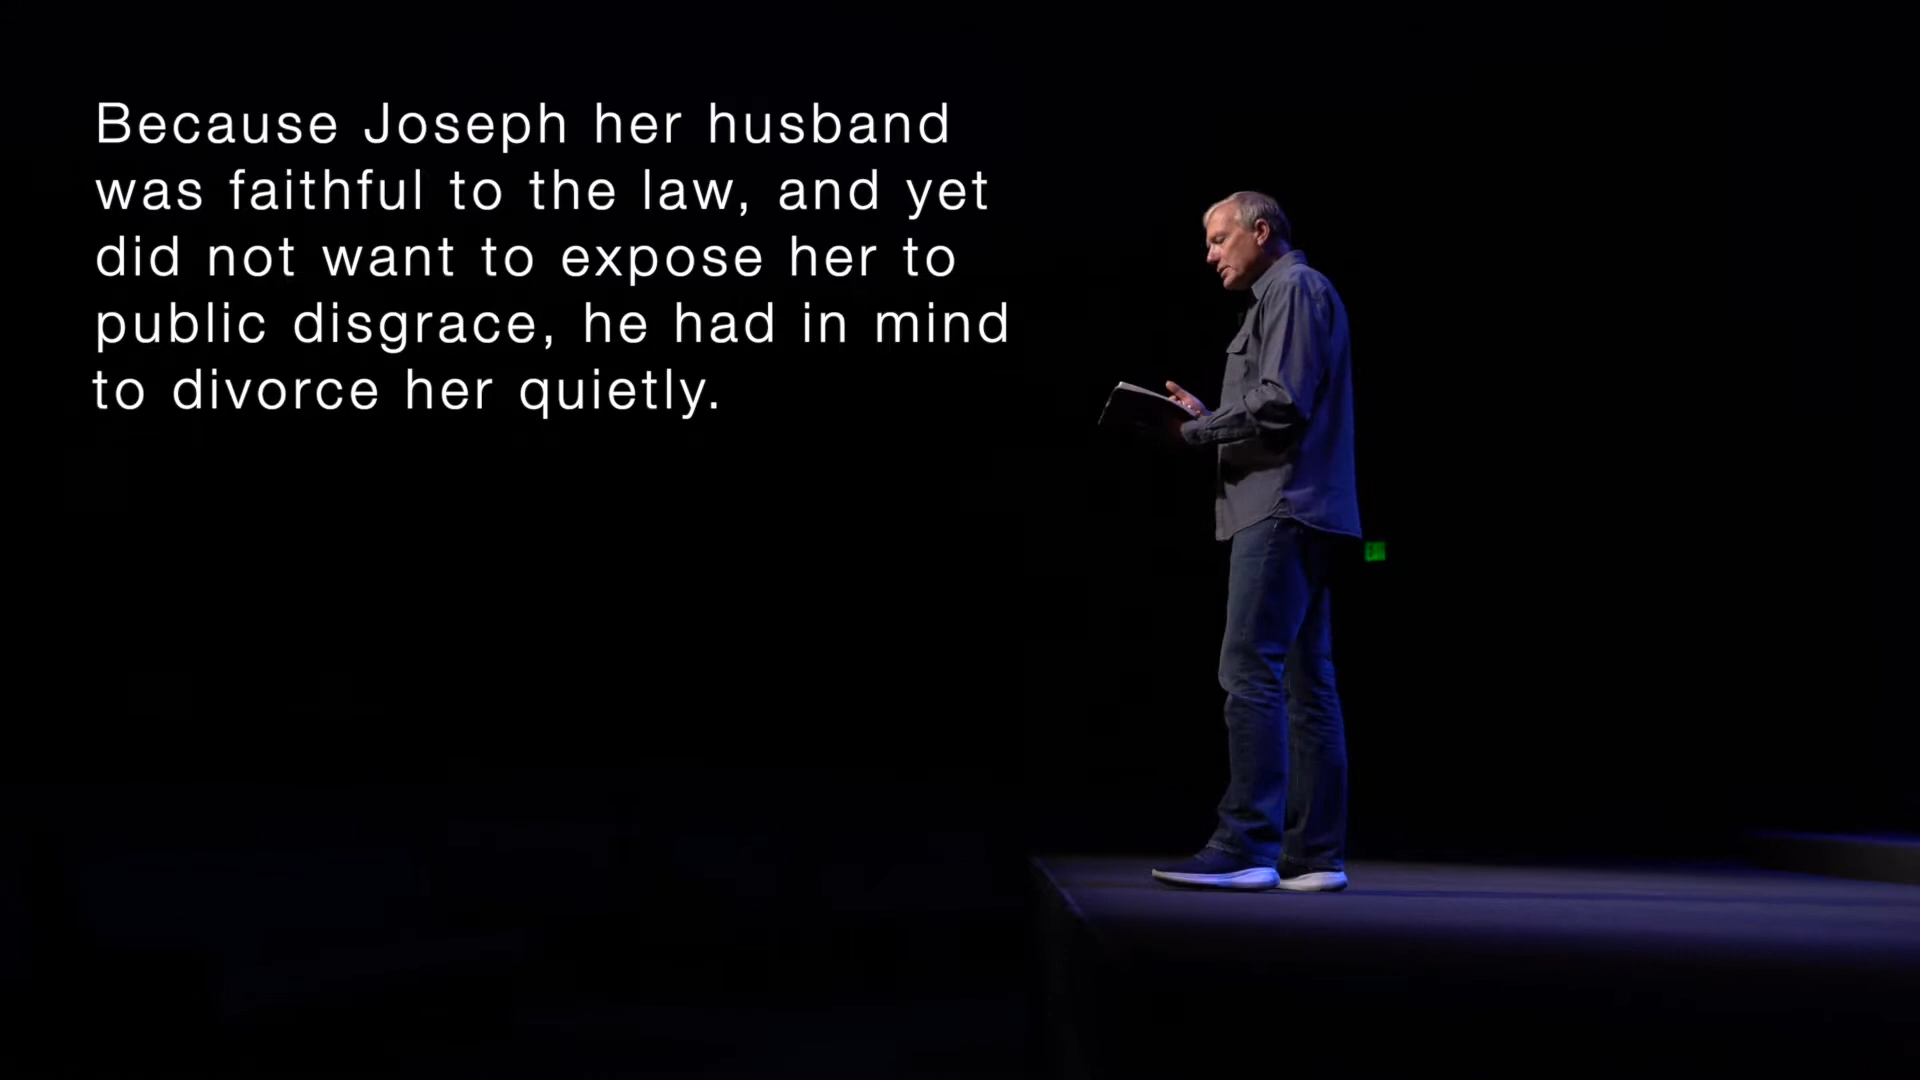 Because Joseph her husband
was faithful to the law, and yet
did not want to expose her to
public disgrace, he had in mind
to divorce her quietly.